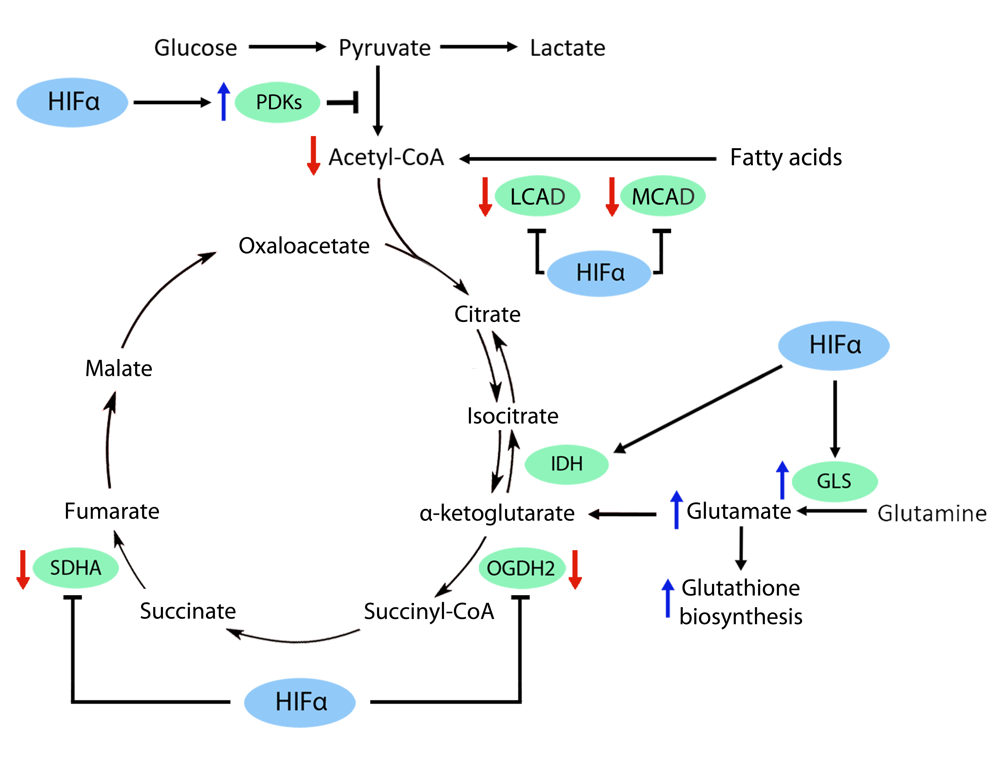 Glucose
Pyruvate
Lactate
HIFα
PDKs
Acetyl-CoA
Fatty acids
LCAD
MCAD
Oxaloacetate
HIFα
Citrate
HIFα
Malate
Isocitrate
IDH
GLS
Fumarate
α-ketoglutarate
Glutamate
Glutamine
SDHA
OGDH2
Glutathione
biosynthesis
Succinate
Succinyl-CoA
HIFα